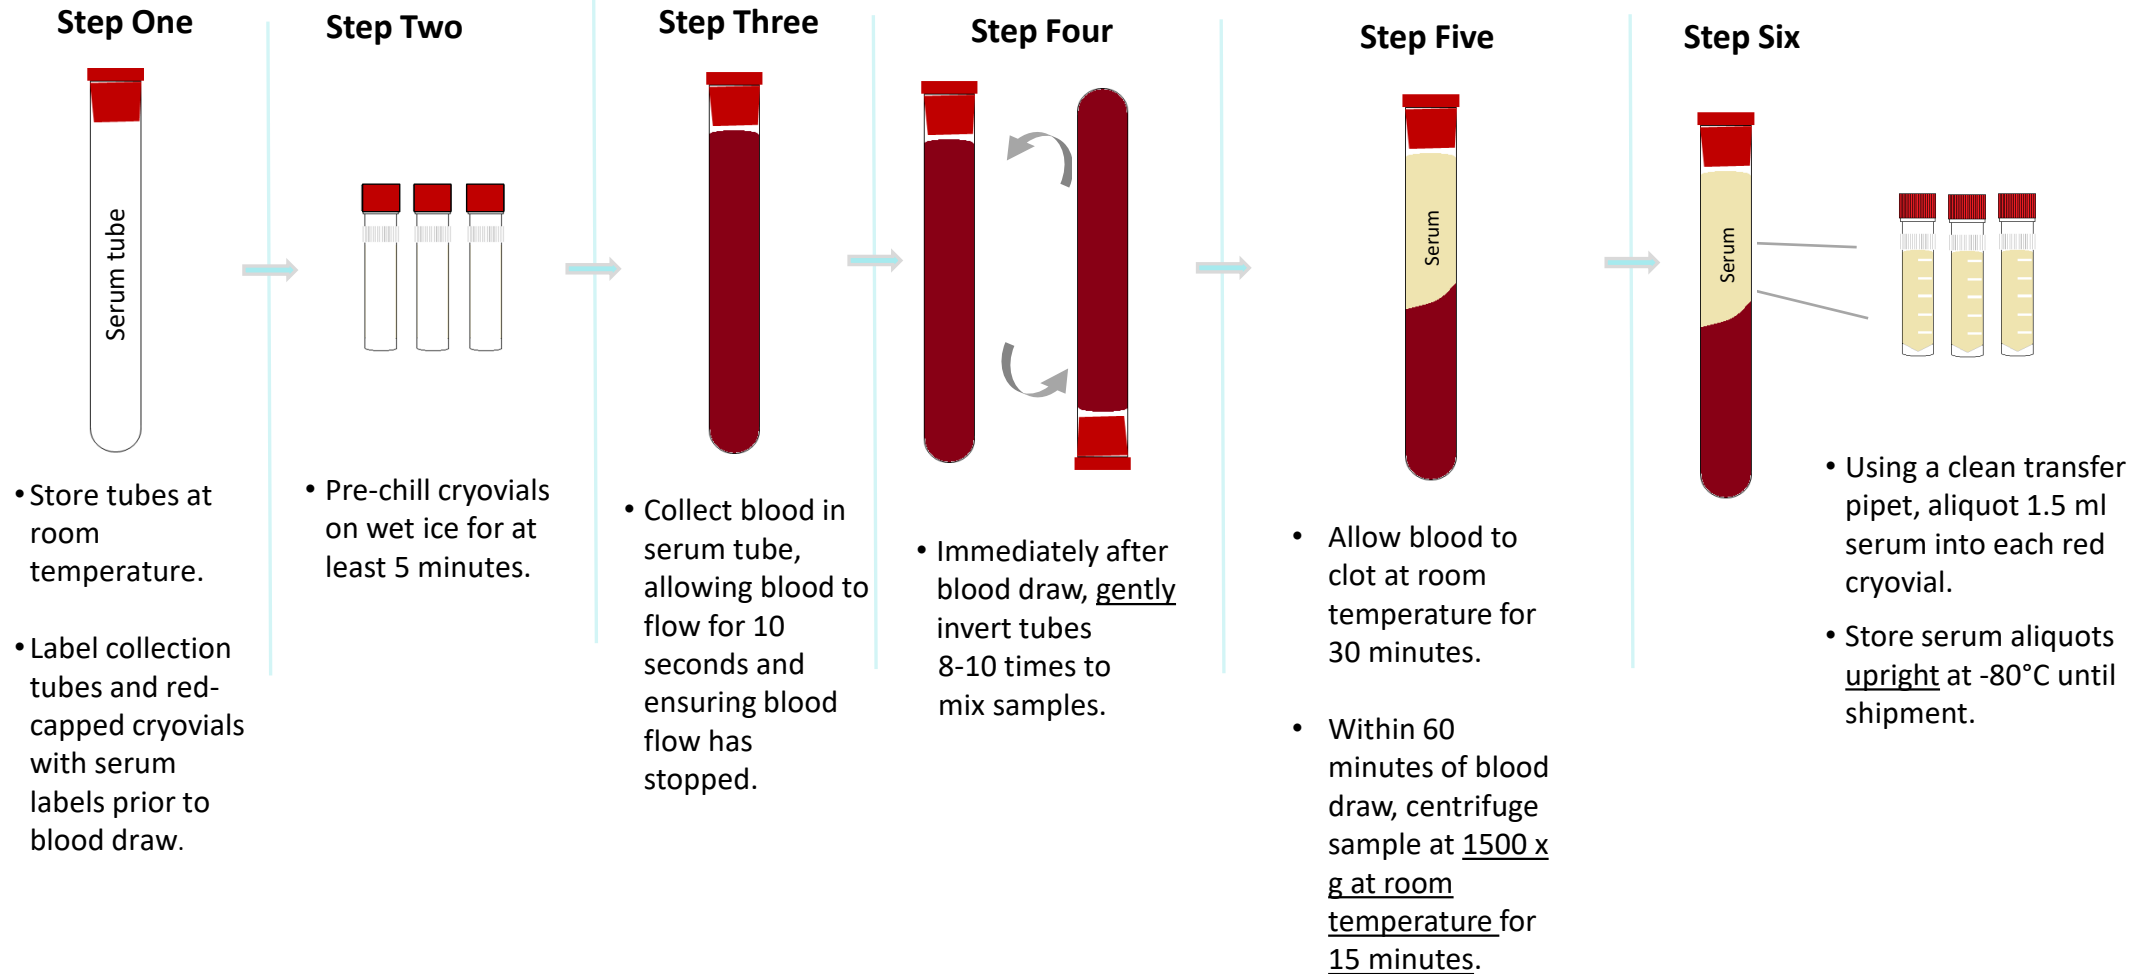 Step One
Serum tube
• Store tubes at
room
temperature.
• Label collection
tubes and red-
capped cryovials
with serum
labels prior to
blood draw.
Step Two
• Pre-chill cryovials
on wet ice for at
least 5 minutes.
Step Three
• Collect blood in
serum tube,
allowing blood to
flow for 10
seconds and
ensuring blood
flow has
stopped.
Step Four
• Immediately after
blood draw, gently
invert tubes
8-10 times to
mix samples.
Step Five
Serum
• Allow blood to
clot at room
temperature for
30 minutes.
• Within 60
minutes of blood
draw, centrifuge
sample at 1500 x
g at room
temperature for
15 minutes.
Step Six
Serum
• Using a clean transfer
pipet, aliquot 1.5 ml
serum into each red
cryovial.
• Store serum aliquots
upright at -80°C until
shipment.